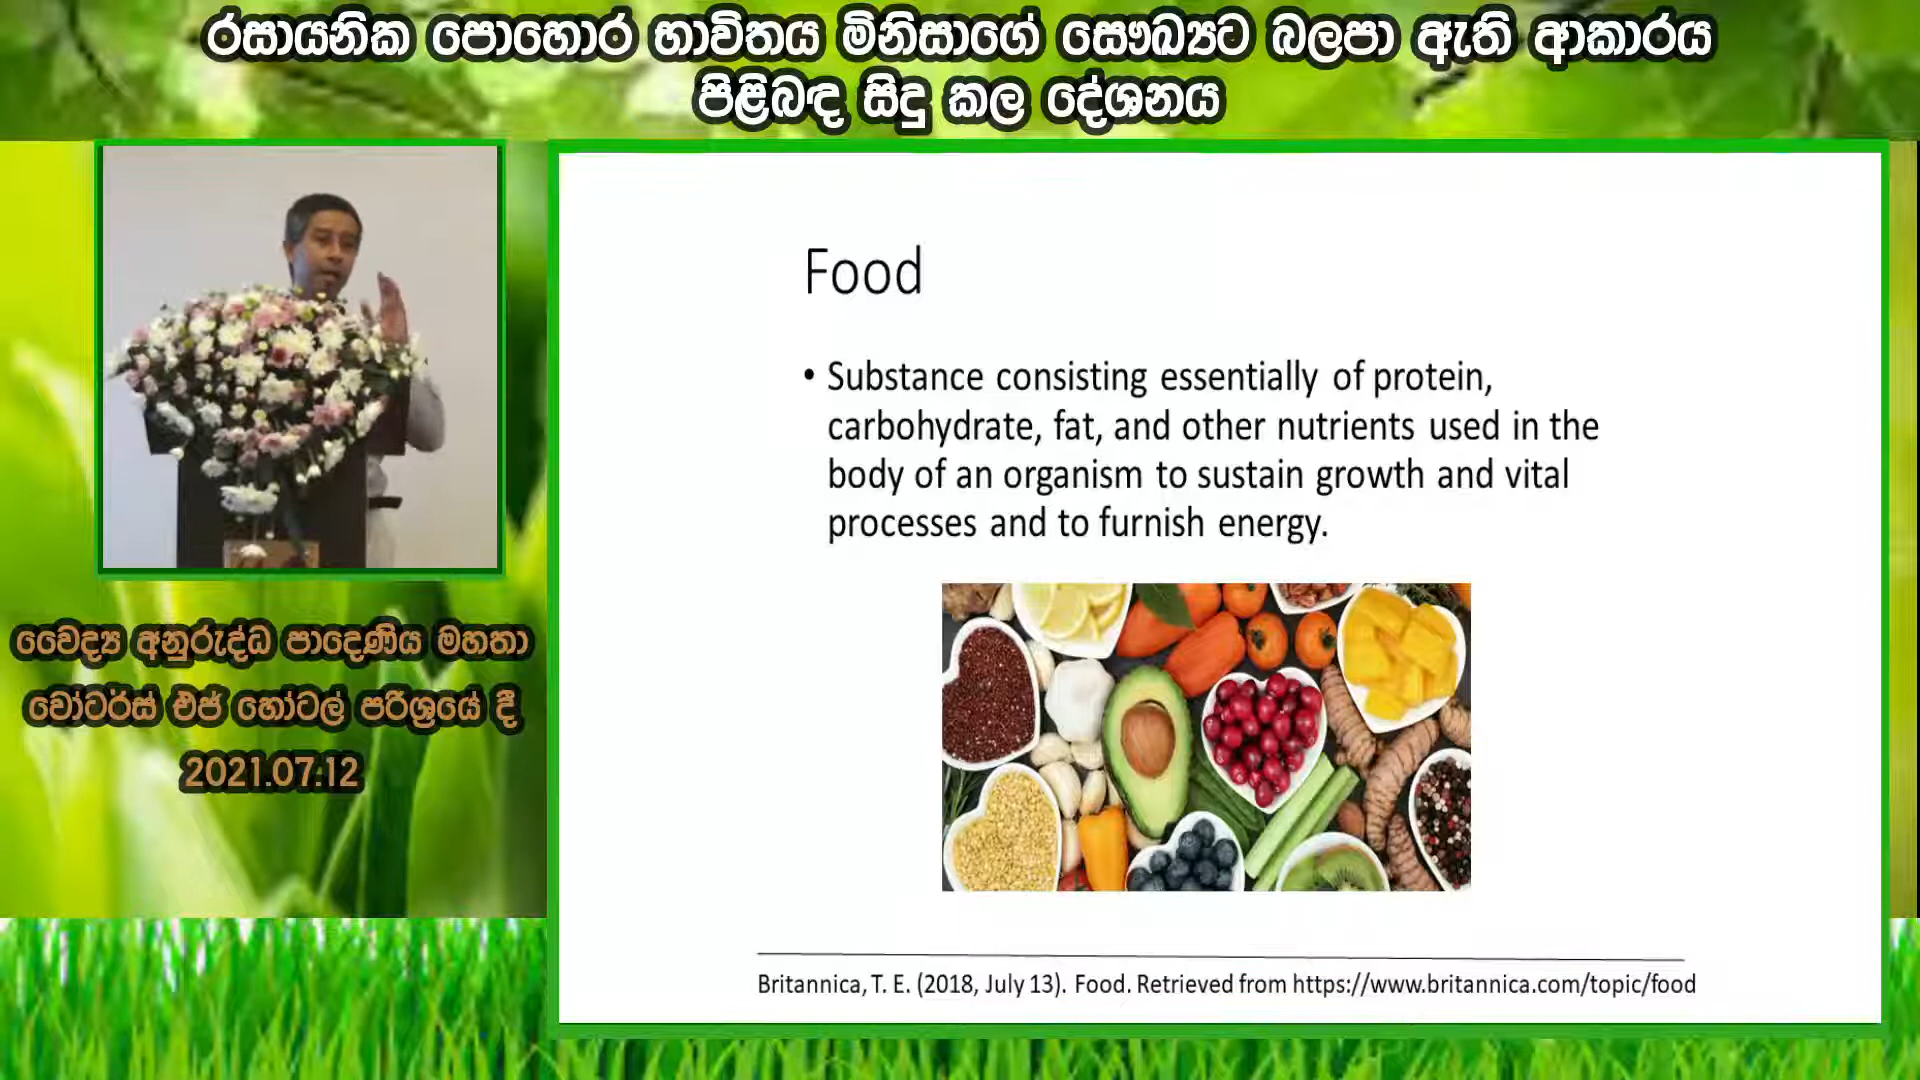 රසායනික පොහොර භාවිතය මිනිසාගේ සෞඛ්‍යට බලපා ඇති ආකාරය
පිළිබඳ සිදු කල දේශනය
Food
• Substance consisting essentially of protein,
carbohydrate, fat, and other nutrients used in the
body of an organism to sustain growth and vital
processes and to furnish energy.
Britannica, T. E. (2018, July 13). Food. Retrieved from https://www.britannica.com/topic/food
වෛද්‍ය අනුරුද්ධ පාදෙණිය මහතා
වෝටර්ස් එජ් හෝටල් පරිශ්‍රයේ දී
2021.07.12